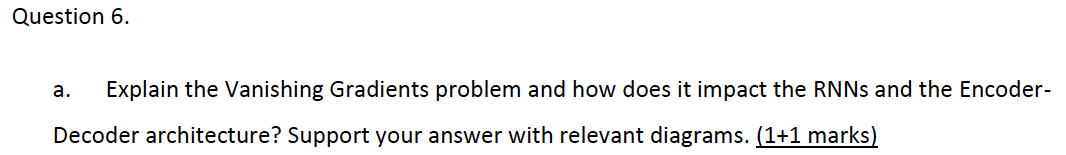 Question 6.
a. Explain the Vanishing Gradients problem and how does it impact the RNNs and the Encoder-
Decoder architecture? Support your answer with relevant diagrams. (1+1 marks)